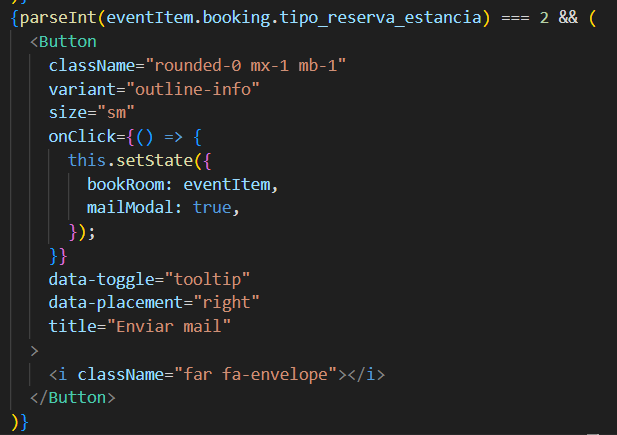 {parseInt(eventItem.booking.tipo_reserva_estancia) === 2 && (
<Button
className="rounded-0 mx-1 mb-1"
variant="outline-info"
size="sm"
onClick={() => {
this.setState({
bookRoom: eventItem,
mailModal: true,
});
}}
data-toggle="tooltip"
data-placement="right"
title="Enviar mail"
>
<i className="far fa-envelope"></i>
</Button>
)}